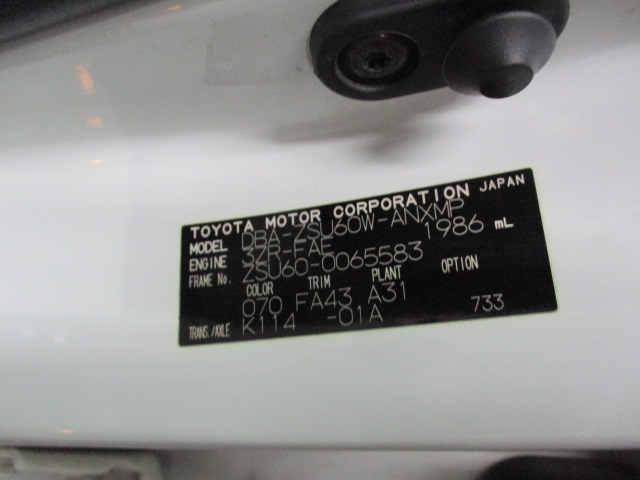 TOYOTA MOTOR CORPORATION JAPAN
MODEL DBA-ZSU60W-ANXMP
ENGINE 3ZR-FAE 1986 mL
FRAME No. ZSU60-0065583
COLOR TRIM PLANT OPTION
070 FA43 A31
TRANS./AXLE K114 -01A 733